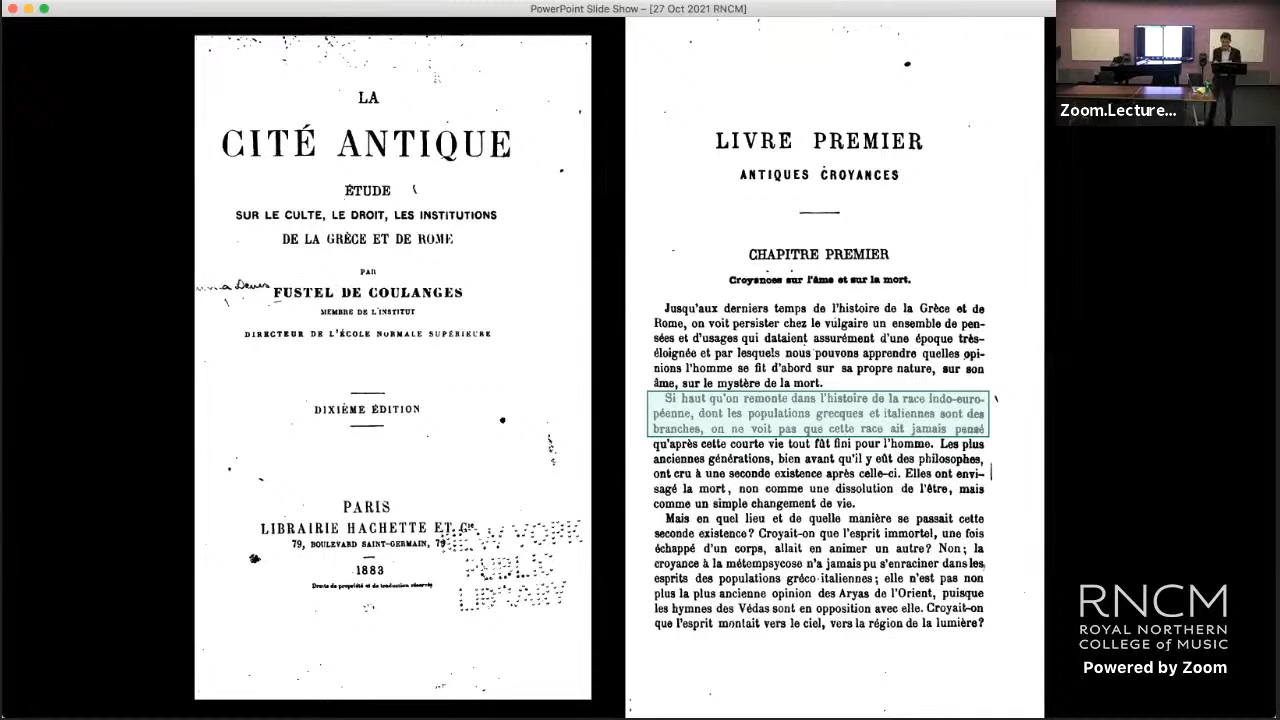 PowerPoint Slide Show – [27 Oct 2021 RNCM]
LA
CITÉ ANTIQUE
ÉTUDE
SUR LE CULTE, LE DROIT, LES INSTITUTIONS
DE LA GRÈCE ET DE ROME
PAR
FUSTEL DE COULANGES
MEMBRE DE L'INSTITUT
DIRECTEUR DE L'ÉCOLE NORMALE SUPÉRIEURE
DIXIÈME ÉDITION
PARIS
LIBRAIRIE HACHETTE ET Cie
79, BOULEVARD SAINT-GERMAIN, 79
1883
Droits de propriété et de traduction réservés
NEW YORK
PUBLIC
LIBRARY
LIVRE PREMIER
ANTIQUES CROYANCES
CHAPITRE PREMIER
Croyances sur l'âme et sur la mort.
Jusqu'aux derniers temps de l'histoire de la Grèce et de
Rome, on voit persister chez le vulgaire un ensemble de pen-
sées et d'usages qui dataient assurément d'une époque très-
éloignée et par lesquels nous pouvons apprendre quelles opi-
nions l'homme se fit d'abord sur sa propre nature, sur son
âme, sur le mystère de la mort.
Si haut qu'on remonte dans l'histoire de la race indo-euro-
péenne, dont les populations grecques et italiennes sont des
branches, on ne voit pas que cette race ait jamais pensé
qu'après cette courte vie tout fût fini pour l'homme. Les plus
anciennes générations, bien avant qu'il y eût des philosophes,
ont cru à une seconde existence après celle-ci. Elles ont envi-
sagé la mort, non comme une dissolution de l'être, mais
comme un simple changement de vie.
Mais en quel lieu et de quelle manière se passait cette
seconde existence? Croyait-on que l'esprit immortel, une fois
échappé d'un corps, allait en animer un autre? Non; la
croyance à la métempsycose n'a jamais pu s'enraciner dans les
esprits des populations gréco-italiennes; elle n'est pas non
plus la plus ancienne opinion des Aryas de l'Orient, puisque
les hymnes des Védas sont en opposition avec elle. Croyait-on
que l'esprit montait vers le ciel, vers la région de la lumière?
Zoom.Lecture...
RNCM
ROYAL NORTHERN
COLLEGE of MUSIC
Powered by Zoom